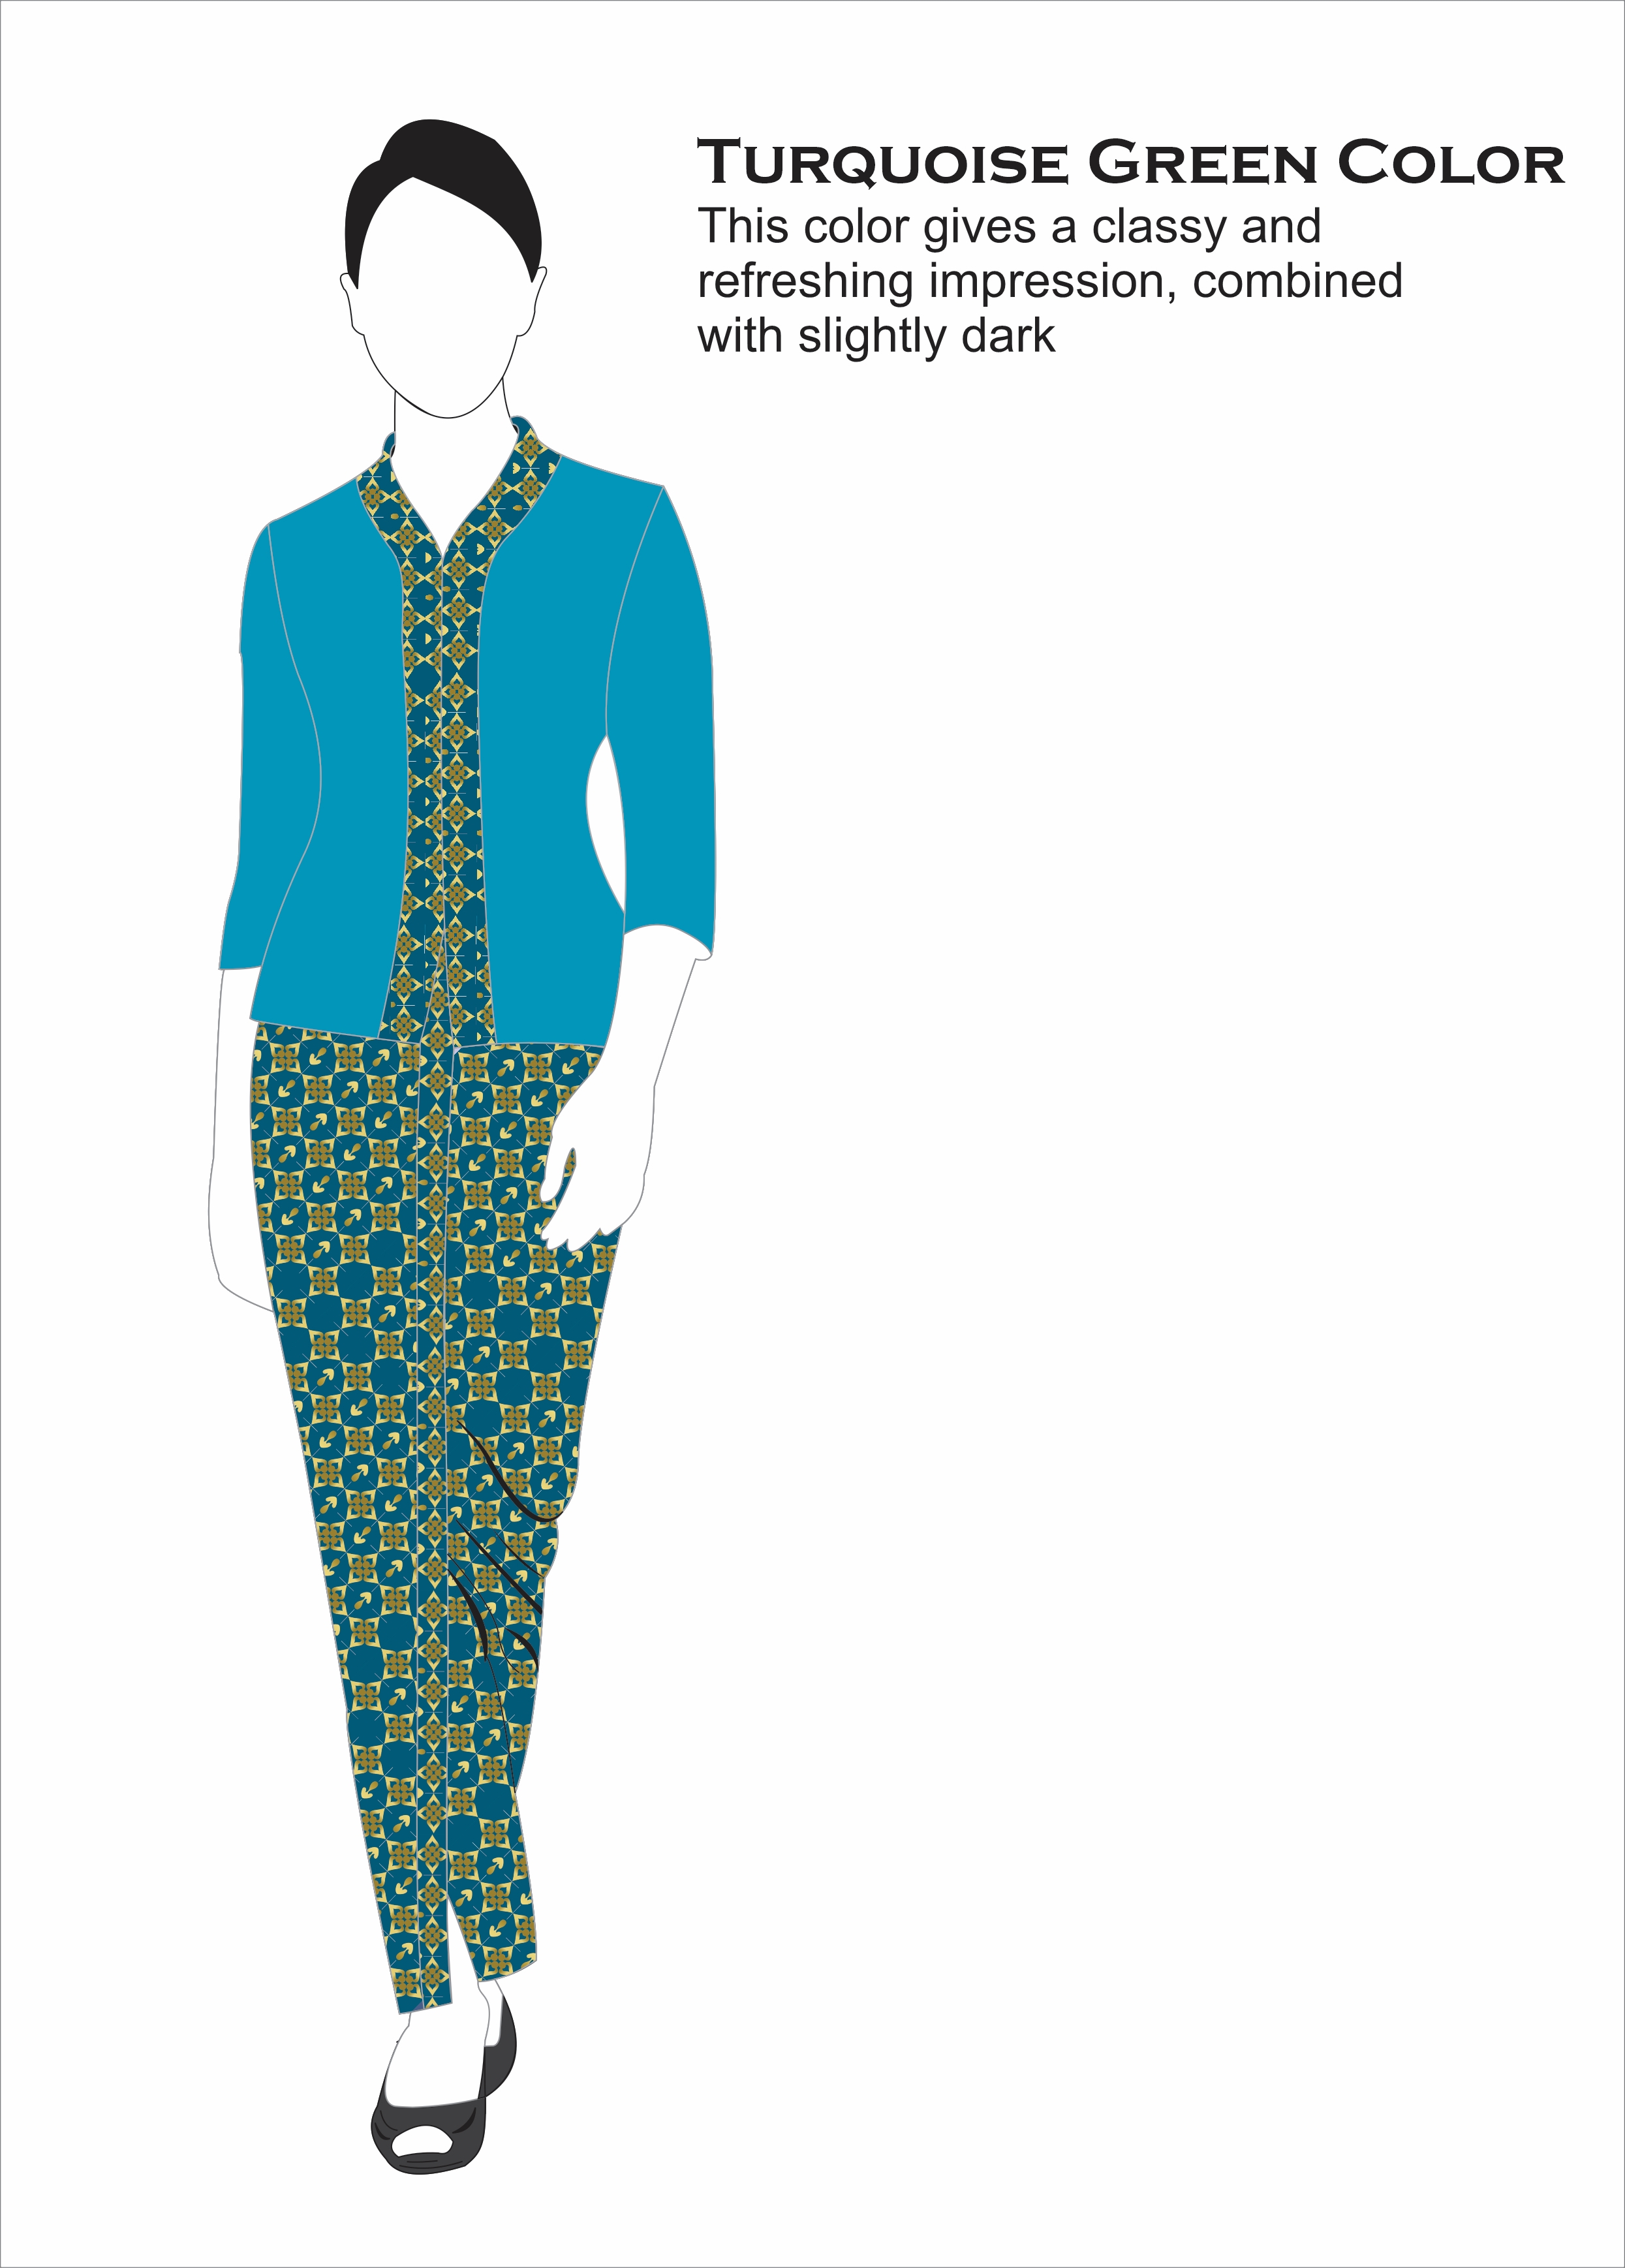 Turquoise Green Color
This color gives a classy and
refreshing impression, combined
with slightly dark